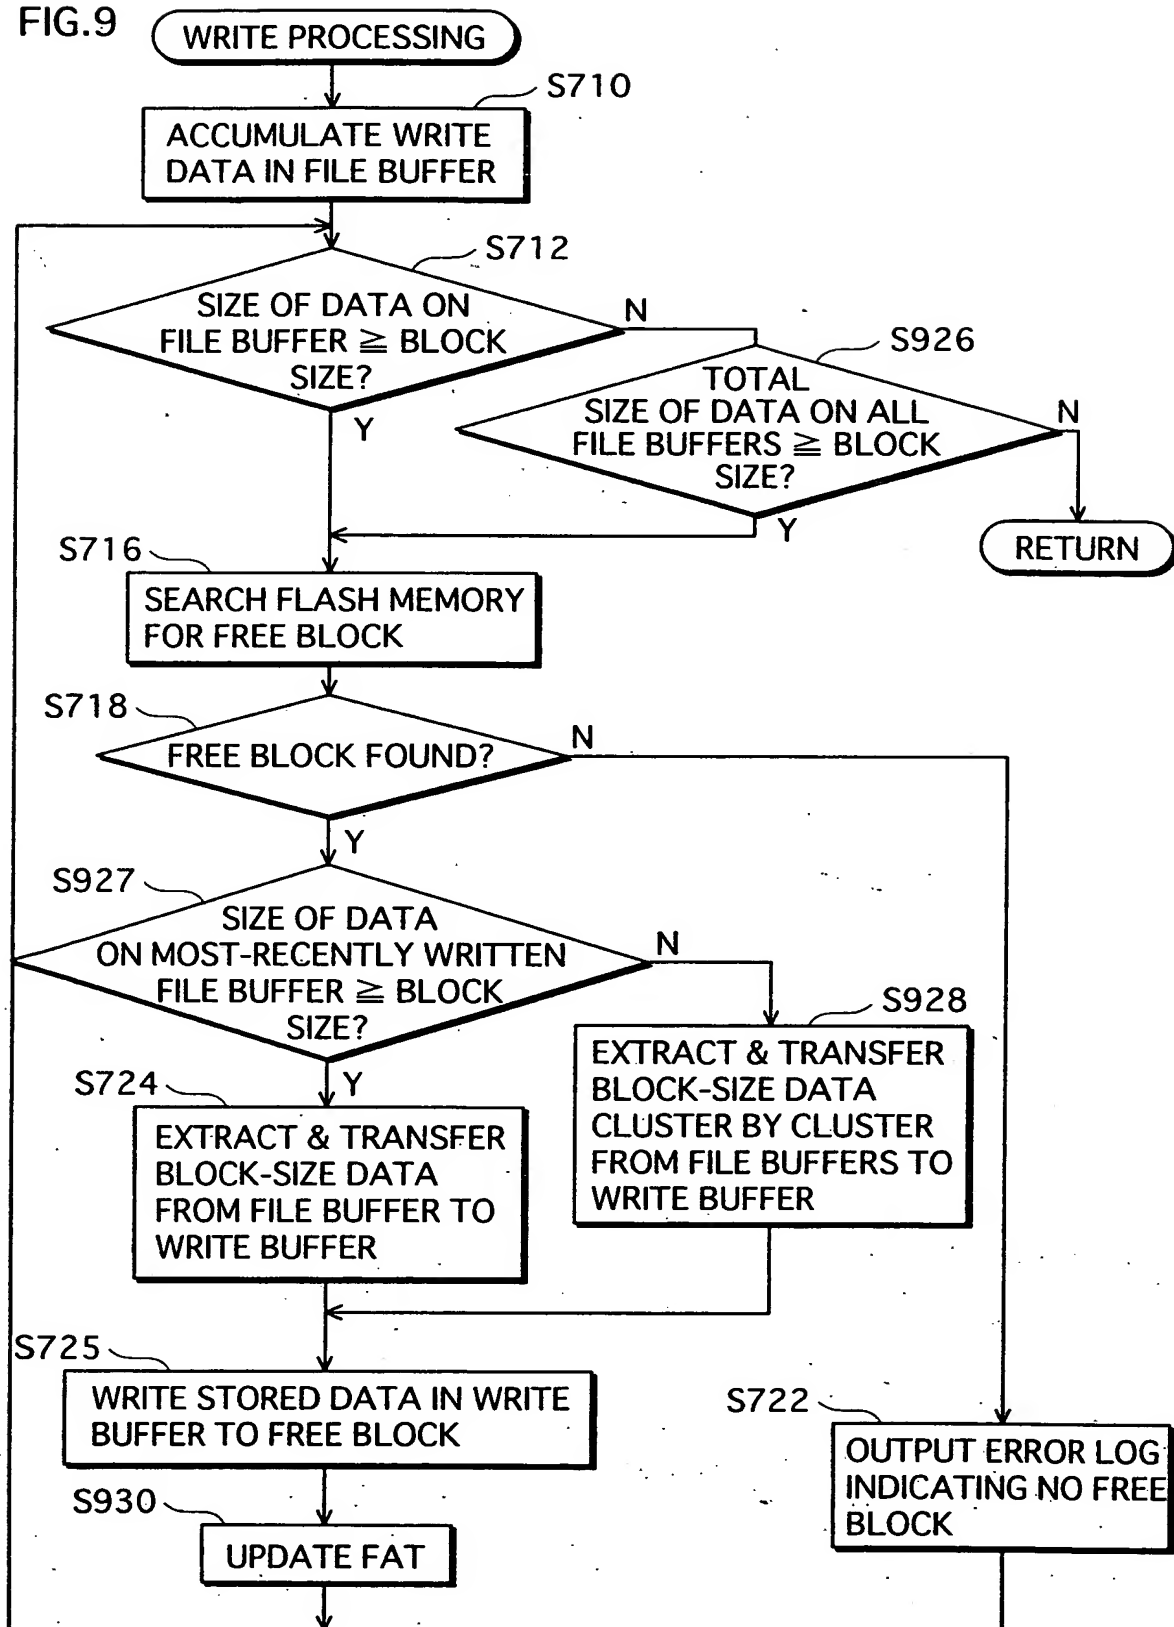 FIG.9
WRITE PROCESSING
S710
ACCUMULATE WRITE
DATA IN FILE BUFFER
S712
SIZE OF DATA ON
FILE BUFFER ≧ BLOCK
SIZE?
N
Y
S926
TOTAL
SIZE OF DATA ON ALL
FILE BUFFERS ≧ BLOCK
SIZE?
N
Y
RETURN
S716
SEARCH FLASH MEMORY
FOR FREE BLOCK
S718
FREE BLOCK FOUND?
N
Y
S927
SIZE OF DATA
ON MOST-RECENTLY WRITTEN
FILE BUFFER ≧ BLOCK
SIZE?
N
Y
S928
EXTRACT & TRANSFER
BLOCK-SIZE DATA
CLUSTER BY CLUSTER
FROM FILE BUFFERS TO
WRITE BUFFER
S724
EXTRACT & TRANSFER
BLOCK-SIZE DATA
FROM FILE BUFFER TO
WRITE BUFFER
S725
WRITE STORED DATA IN WRITE
BUFFER TO FREE BLOCK
S722
OUTPUT ERROR LOG
INDICATING NO FREE
BLOCK
S930
UPDATE FAT